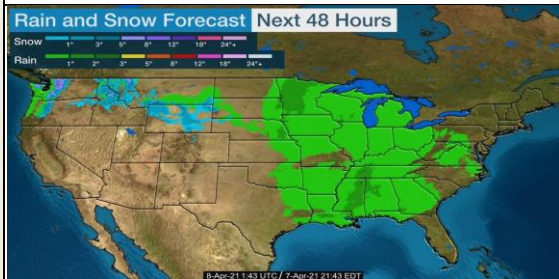 Rain and Snow Forecast Next 48 Hours
Snow
1" 3" 5" 8" 12" 18" 24"+
Rain
1" 2" 3" 5" 8" 12" 18" 24"+
8-Apr-21 1:43 UTC / 7-Apr-21 21:43 EDT